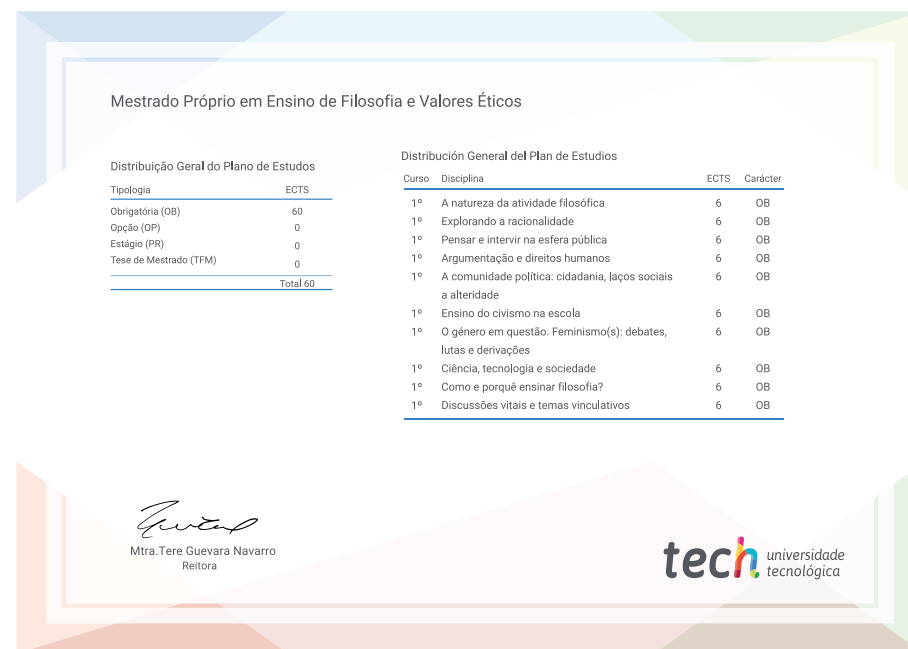 Mestrado Próprio em Ensino de Filosofia e Valores Éticos
Distribuição Geral do Plano de Estudos
Tipologia ECTS
Obrigatória (OB) 60
Opção (OP) 0
Estágio (PR) 0
Tese de Mestrado (TFM) 0
Total 60
Distribución General del Plan de Estudios
Curso Disciplina ECTS Carácter
1º A natureza da atividade filosófica 6 OB
1º Explorando a racionalidade 6 OB
1º Pensar e intervir na esfera pública 6 OB
1º Argumentação e direitos humanos 6 OB
1º A comunidade política: cidadania, laços sociais 6 OB
a alteridade
1º Ensino do civismo na escola 6 OB
1º O género em questão. Feminismo(s): debates, 6 OB
lutas e derivações
1º Ciência, tecnologia e sociedade 6 OB
1º Como e porquê ensinar filosofia? 6 OB
1º Discussões vitais e temas vinculativos 6 OB
Mtra.Tere Guevara Navarro
Reitora
tech universidade
tecnológica